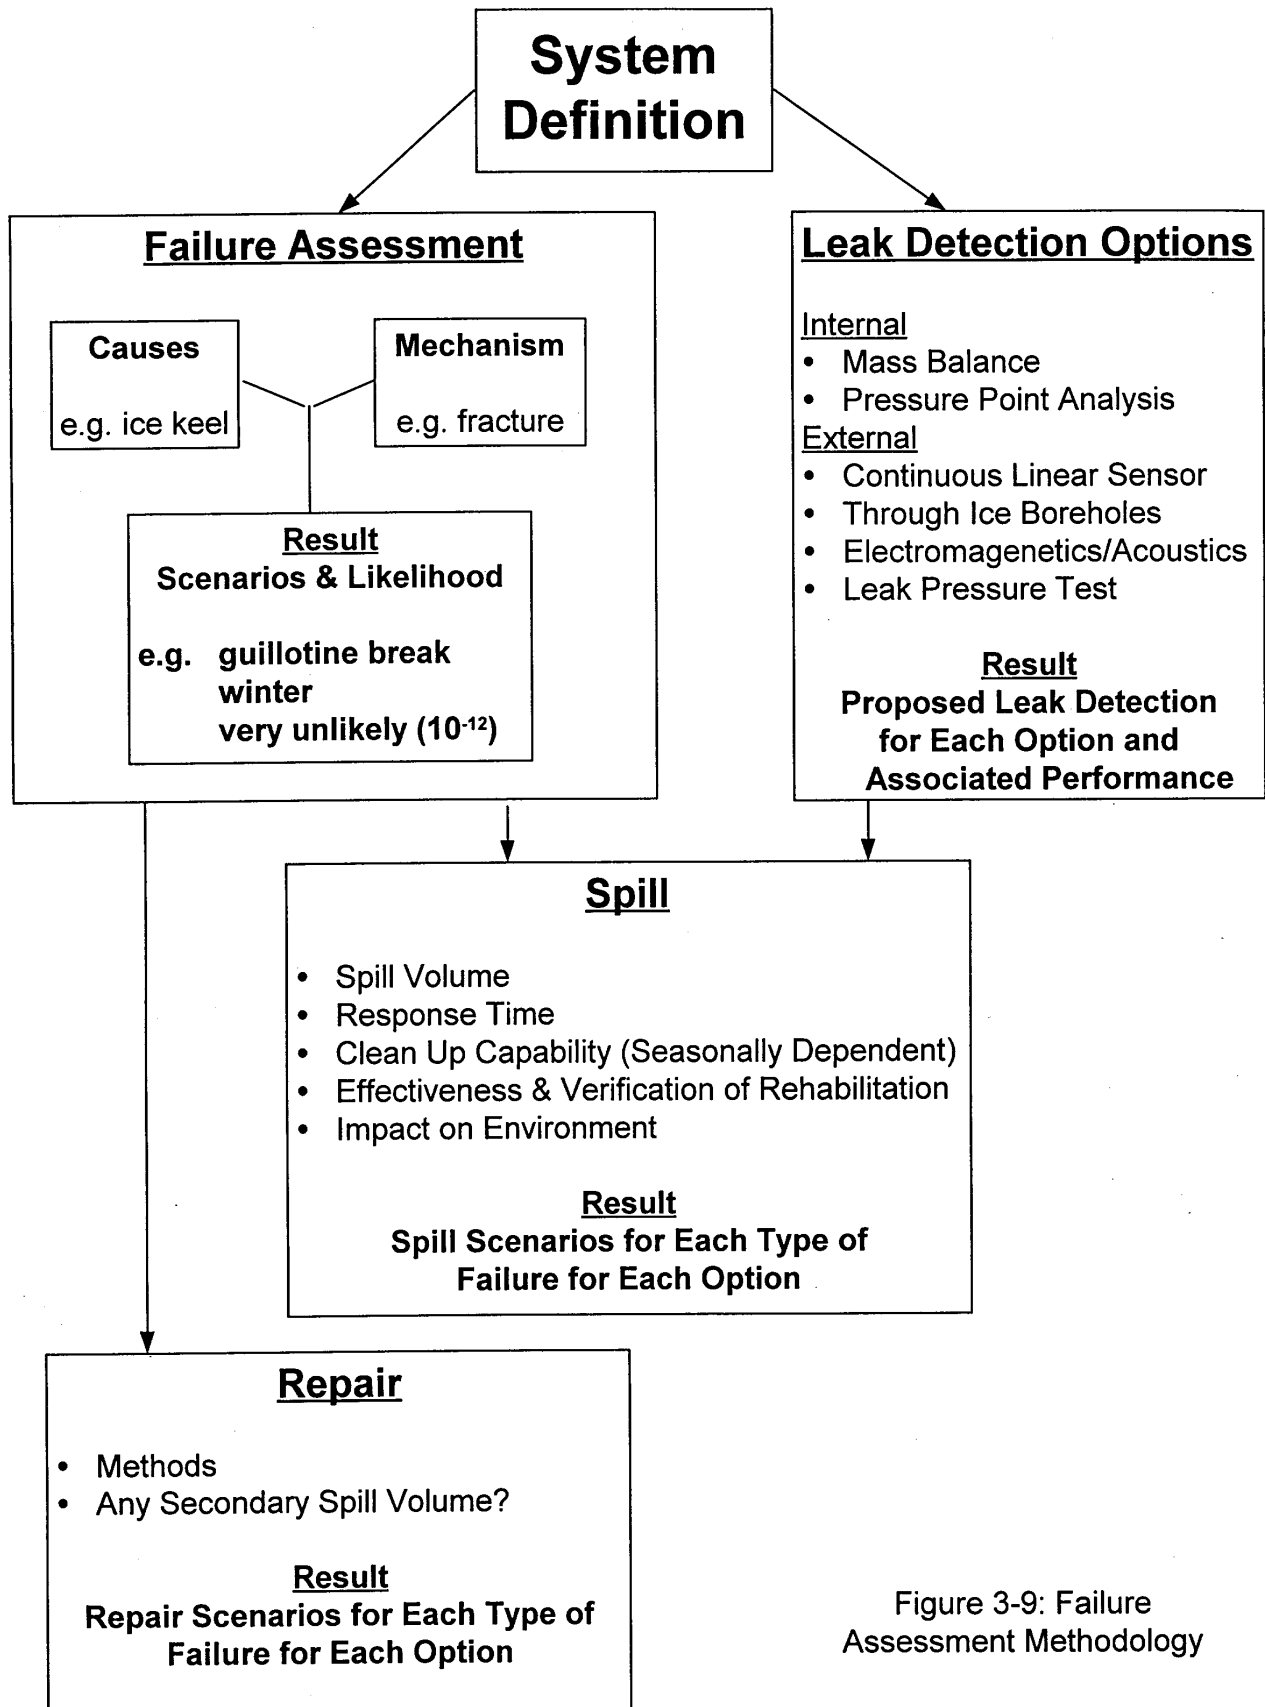 System
Definition
Failure Assessment
Causes
e.g. ice keel
Mechanism
e.g. fracture
Result
Scenarios & Likelihood
e.g. guillotine break
winter
very unlikely (10⁻¹²)
Leak Detection Options
Internal
• Mass Balance
• Pressure Point Analysis
External
• Continuous Linear Sensor
• Through Ice Boreholes
• Electromagenetics/Acoustics
• Leak Pressure Test
Result
Proposed Leak Detection
for Each Option and
Associated Performance
Spill
• Spill Volume
• Response Time
• Clean Up Capability (Seasonally Dependent)
• Effectiveness & Verification of Rehabilitation
• Impact on Environment
Result
Spill Scenarios for Each Type of
Failure for Each Option
Repair
• Methods
• Any Secondary Spill Volume?
Result
Repair Scenarios for Each Type of
Failure for Each Option
Figure 3-9: Failure
Assessment Methodology